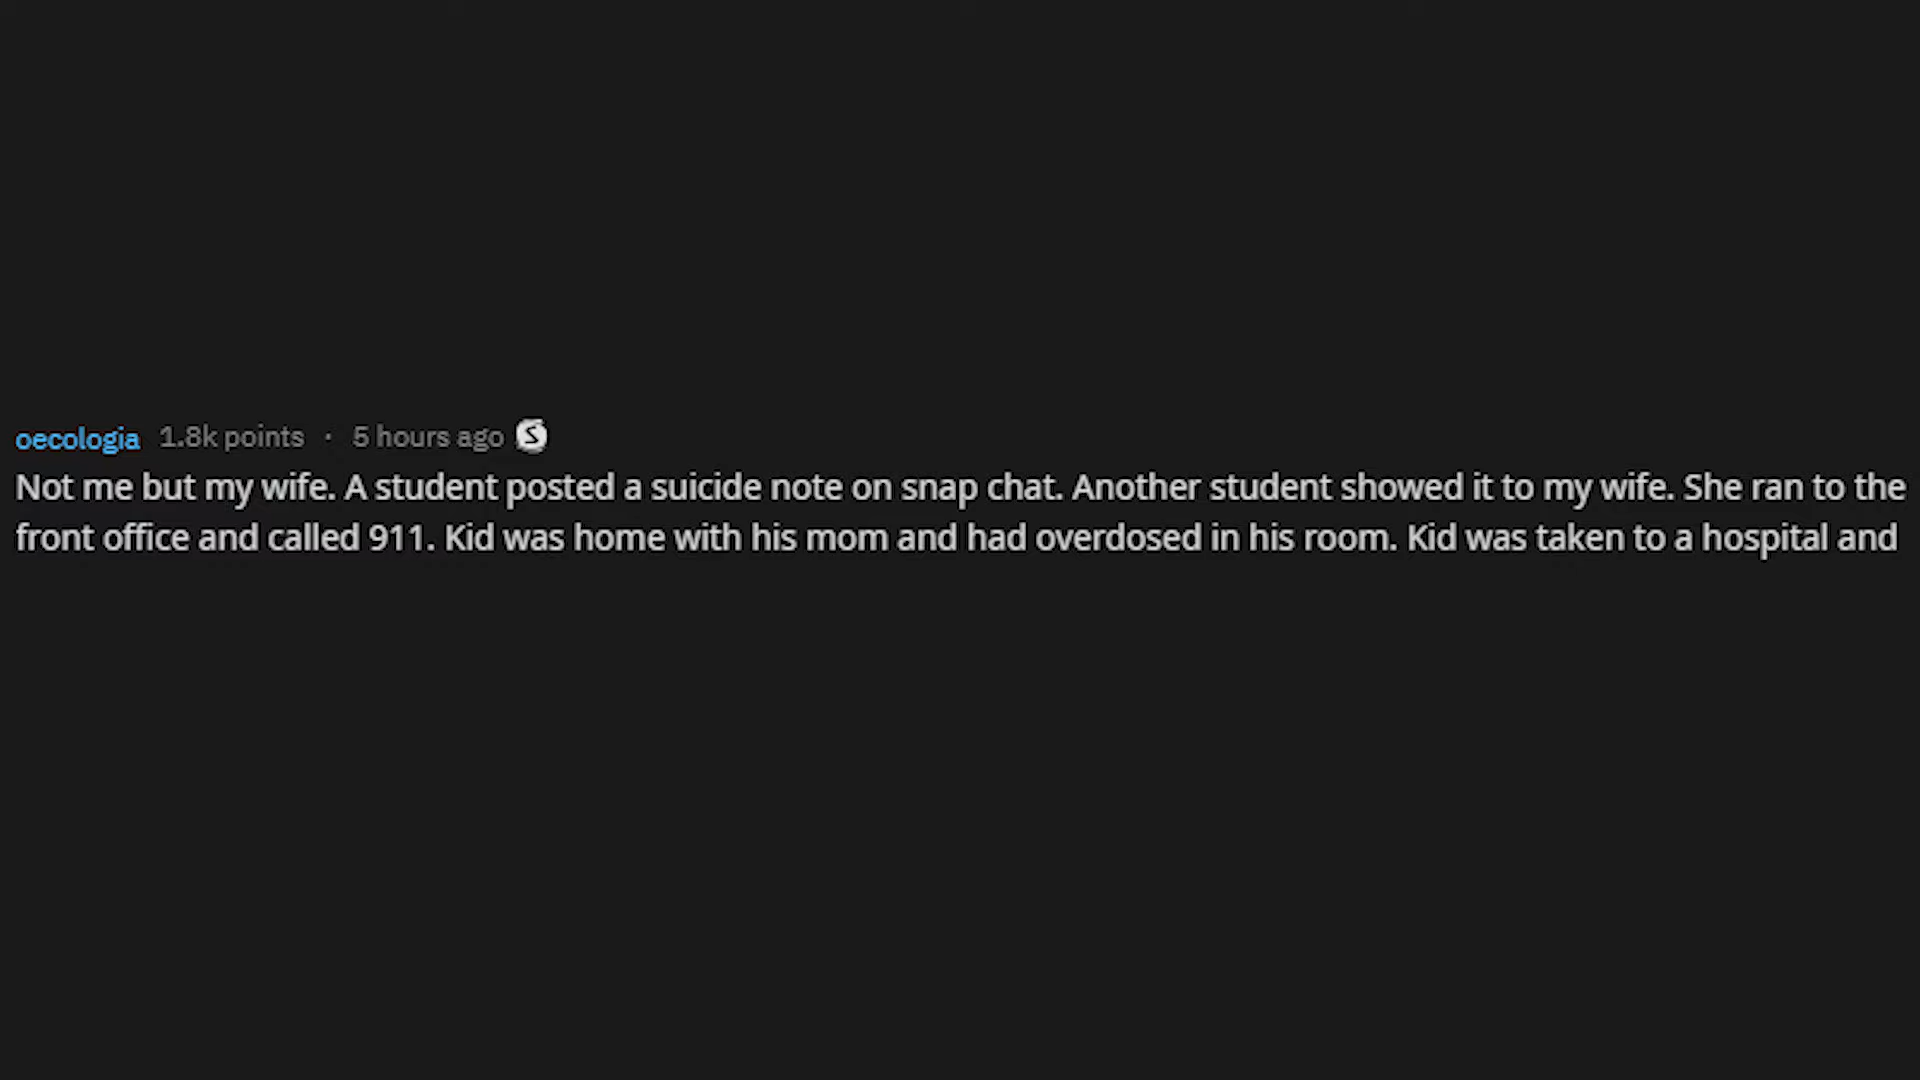 oecologia 1.8k points · 5 hours ago S
Not me but my wife. A student posted a suicide note on snap chat. Another student showed it to my wife. She ran to the
front office and called 911. Kid was home with his mom and had overdosed in his room. Kid was taken to a hospital and